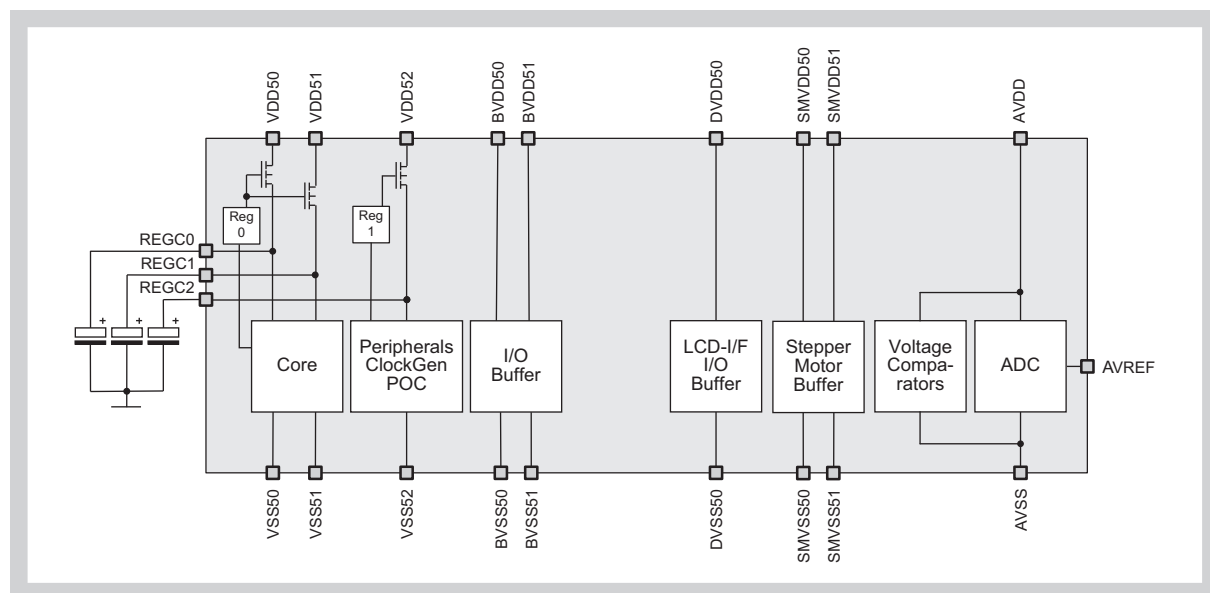 VDD50
VDD51
VDD52
BVDD50
BVDD51
DVDD50
SMVDD50
SMVDD51
AVDD
Reg
0
Reg
1
REGC0
REGC1
REGC2
+
+
+
Core
Peripherals
ClockGen
POC
I/O
Buffer
LCD-I/F
I/O
Buffer
Stepper
Motor
Buffer
Voltage
Compa-
rators
ADC
AVREF
VSS50
VSS51
VSS52
BVSS50
BVSS51
DVSS50
SMVSS50
SMVSS51
AVSS